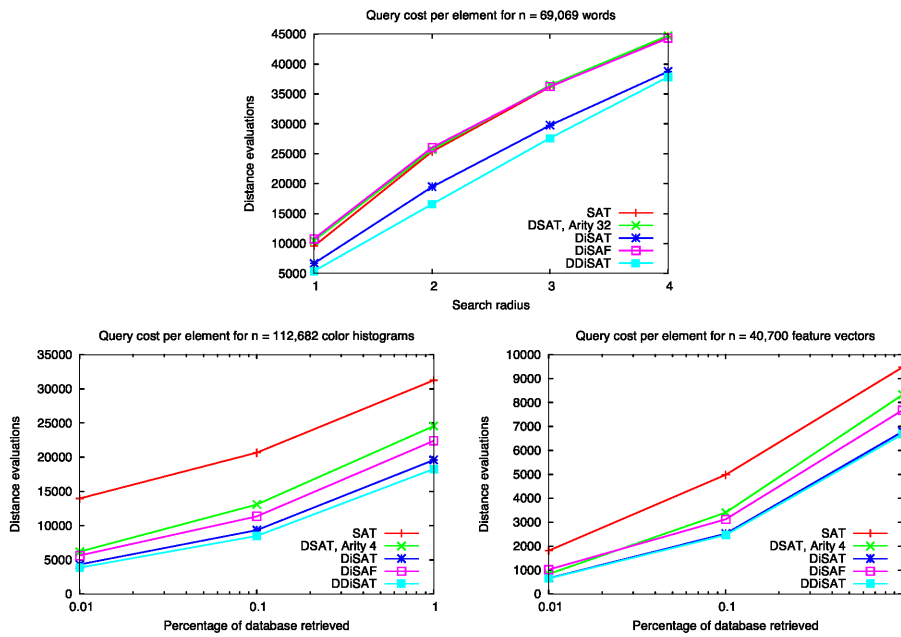 Query cost per element for n = 69,069 words
45000
40000
35000
30000
25000
20000
15000
10000
5000
Distance evaluations
1 2 3 4
Search radius
SAT
DSAT, Arity 32
DiSAT
DiSAF
DDiSAT
Query cost per element for n = 112,682 color histograms
35000
30000
25000
20000
15000
10000
5000
0
Distance evaluations
0.01 0.1 1
Percentage of database retrieved
SAT
DSAT, Arity 4
DiSAT
DiSAF
DDiSAT
Query cost per element for n = 40,700 feature vectors
10000
9000
8000
7000
6000
5000
4000
3000
2000
1000
0
Distance evaluations
0.01 0.1 1
Percentage of database retrieved
SAT
DSAT, Arity 4
DiSAT
DiSAF
DDiSAT